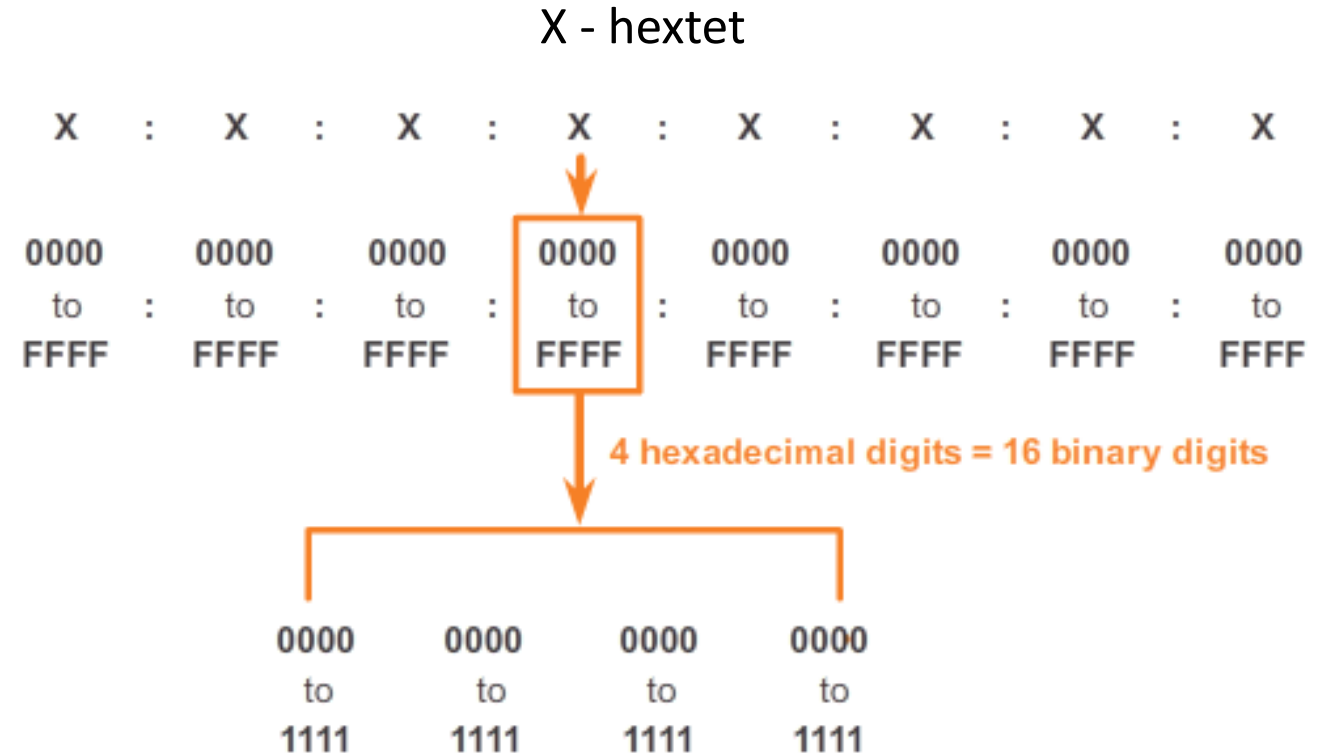 X - hextet
X : X : X : X : X : X : X : X
0000 0000 0000 0000 0000 0000 0000 0000
to : to : to : to : to : to : to : to
FFFF FFFF FFFF FFFF FFFF FFFF FFFF FFFF
4 hexadecimal digits = 16 binary digits
0000 0000 0000 0000
to to to to
1111 1111 1111 1111